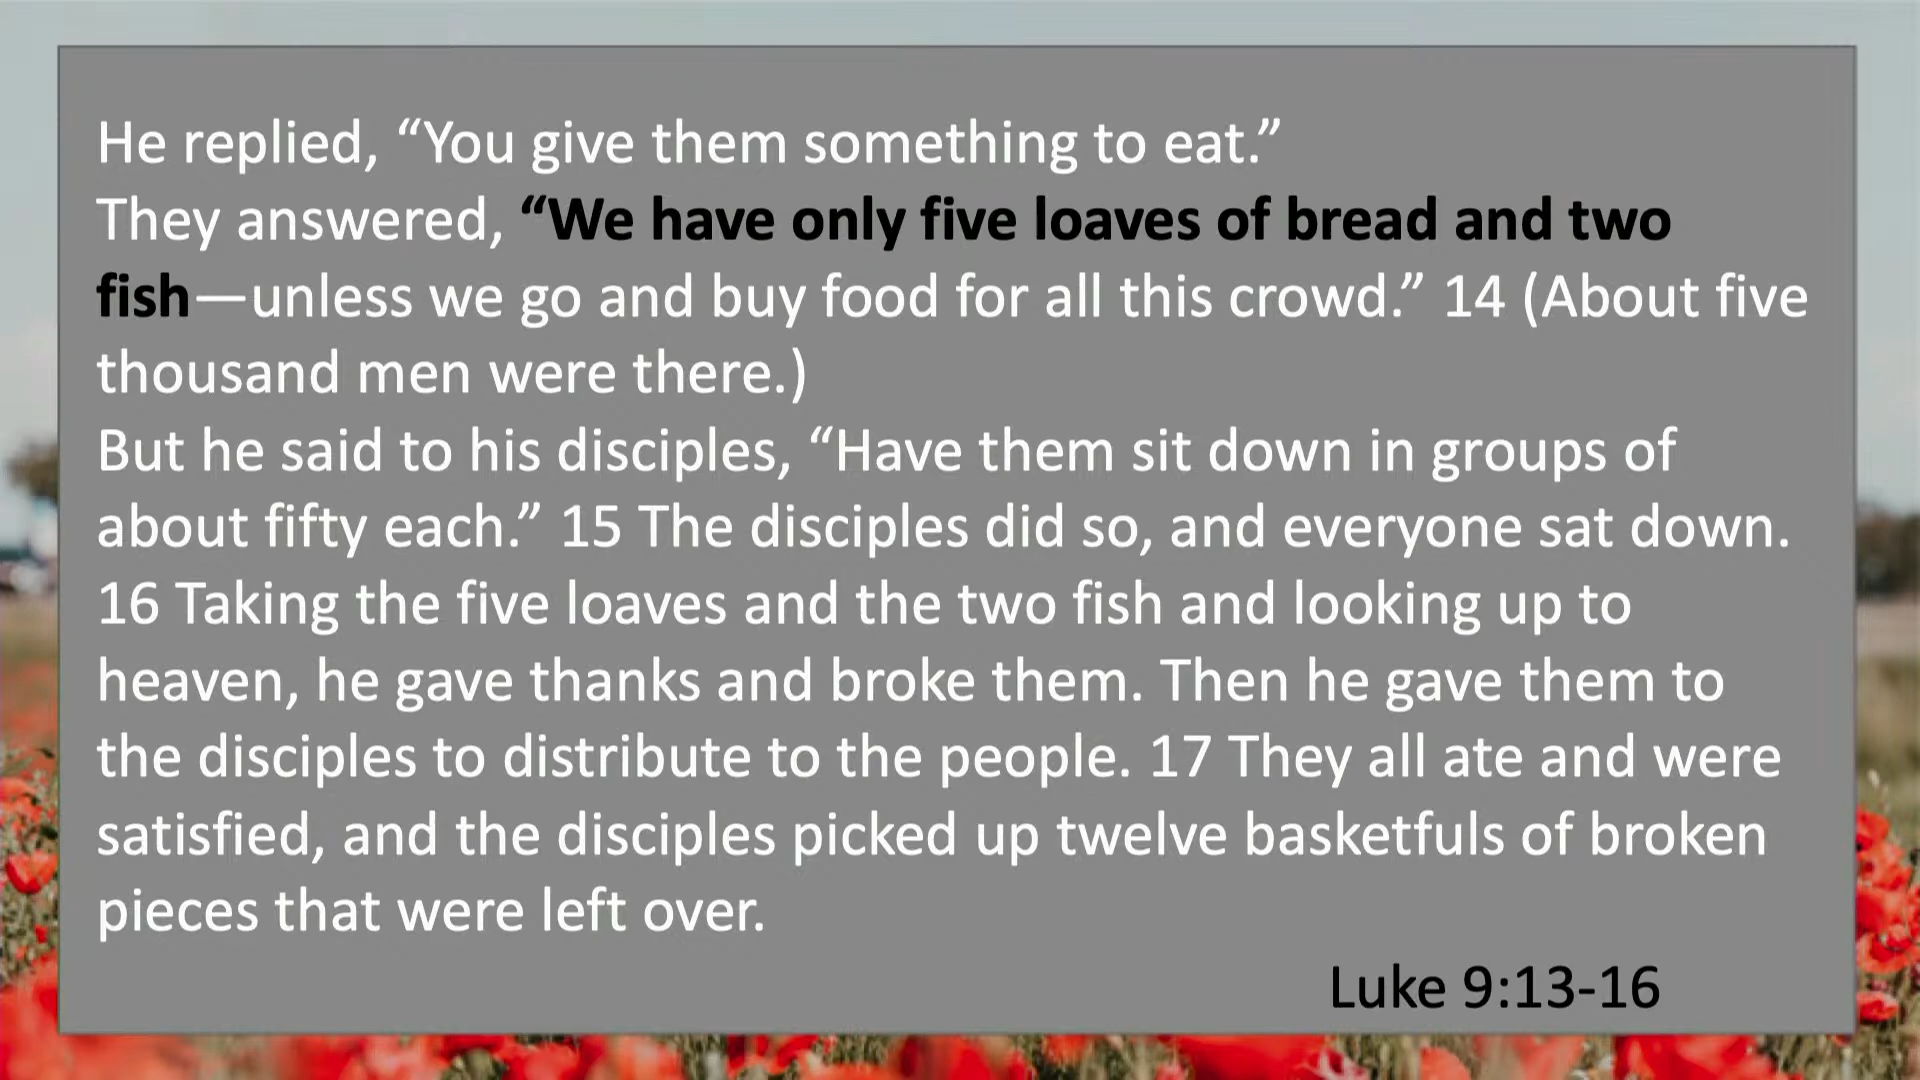 He replied, “You give them something to eat.”
They answered, “We have only five loaves of bread and two
fish—unless we go and buy food for all this crowd.” 14 (About five
thousand men were there.)
But he said to his disciples, “Have them sit down in groups of
about fifty each.” 15 The disciples did so, and everyone sat down.
16 Taking the five loaves and the two fish and looking up to
heaven, he gave thanks and broke them. Then he gave them to
the disciples to distribute to the people. 17 They all ate and were
satisfied, and the disciples picked up twelve basketfuls of broken
pieces that were left over.
Luke 9:13-16